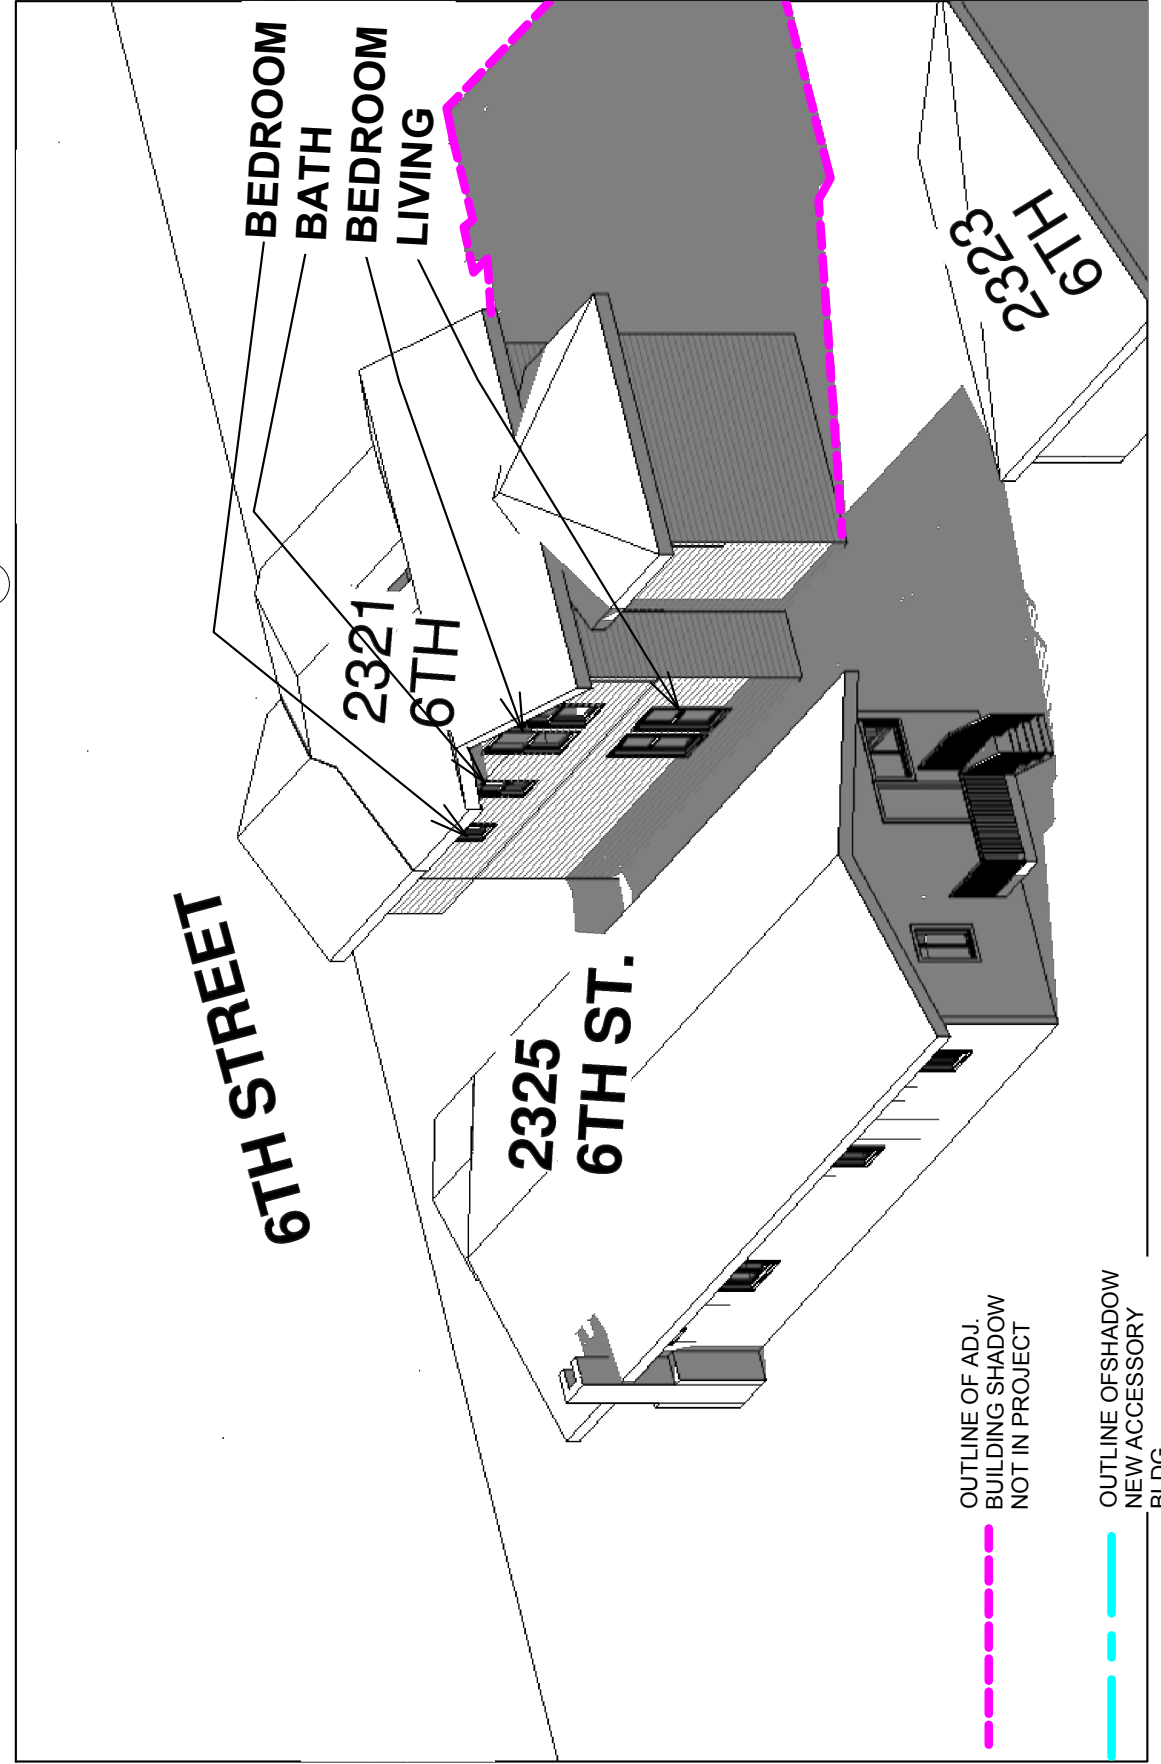 6TH STREET
BEDROOM
BATH
BEDROOM
LIVING
2321
6TH
2325
6TH ST.
2323
6TH
OUTLINE OF ADJ.
BUILDING SHADOW
NOT IN PROJECT
OUTLINE OFSHADOW
NEW ACCESSORY
BLDG